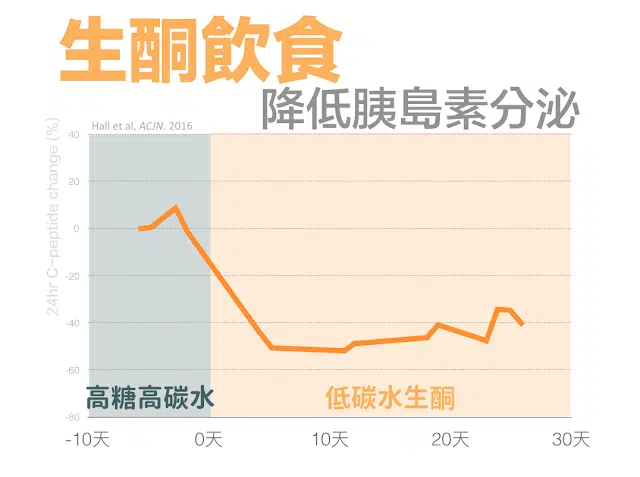 生酮飲食
降低胰島素分泌
Hall et al, ACJN. 2016
24hr C-peptide change (%)
40
20
0
-20
-40
-60
-80
高糖高碳水
低碳水生酮
-10天
0天
10天
20天
30天